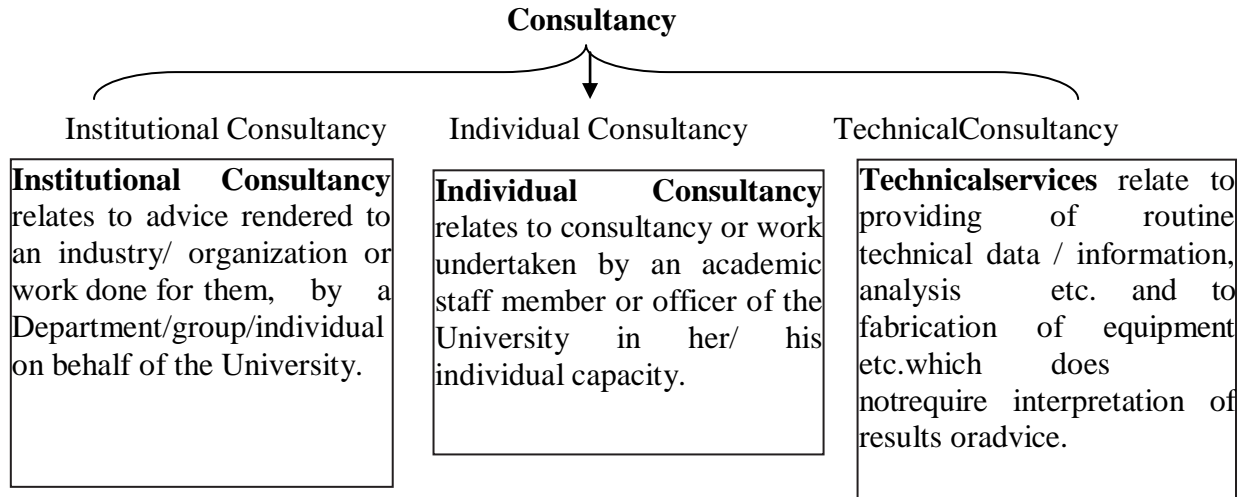 Consultancy
Institutional Consultancy
Individual Consultancy
TechnicalConsultancy
Institutional Consultancy
relates to advice rendered to
an industry/ organization or
work done for them, by a
Department/group/individual
on behalf of the University.
Individual Consultancy
relates to consultancy or work
undertaken by an academic
staff member or officer of the
University in her/ his
individual capacity.
Technicalservices relate to
providing of routine
technical data / information,
analysis etc. and to
fabrication of equipment
etc.which does
notrequire interpretation of
results oradvice.